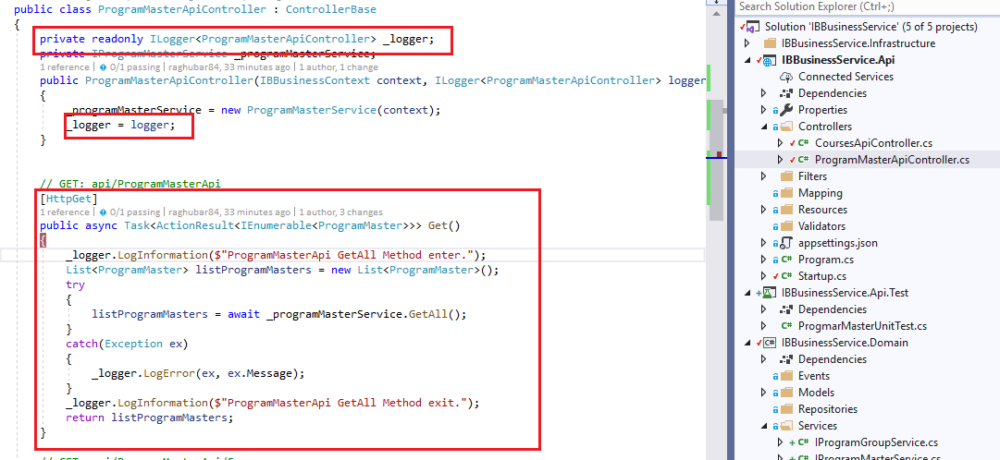 public class ProgramMasterApiController : ControllerBase
{
private readonly ILogger<ProgramMasterApiController> _logger;
private IProgramMasterService _programMasterService;
1 reference | 0/1 passing | raghubar84, 33 minutes ago | 1 author, 1 change
public ProgramMasterApiController(IBBusinessContext context, ILogger<ProgramMasterApiController> logger
{
_programMasterService = new ProgramMasterService(context);
_logger = logger;
}
// GET: api/ProgramMasterApi
[HttpGet]
1 reference | 0/1 passing | raghubar84, 33 minutes ago | 1 author, 3 changes
public async Task<ActionResult<IEnumerable<ProgramMaster>>> Get()
{
_logger.LogInformation($"ProgramMasterApi GetAll Method enter.");
List<ProgramMaster> listProgramMasters = new List<ProgramMaster>();
try
{
listProgramMasters = await _programMasterService.GetAll();
}
catch(Exception ex)
{
_logger.LogError(ex, ex.Message);
}
_logger.LogInformation($"ProgramMasterApi GetAll Method exit.");
return listProgramMasters;
}
Search Solution Explorer (Ctrl+;)
Solution 'IBBusinessService' (5 of 5 projects)
IBBusinessService.Infrastructure
IBBusinessService.Api
Connected Services
Dependencies
Properties
Controllers
C# CoursesApiController.cs
C# ProgramMasterApiController.cs
Filters
Mapping
Resources
Validators
appsettings.json
C# Program.cs
C# Startup.cs
IBBusinessService.Api.Test
Dependencies
C# ProgmarMasterUnitTest.cs
C# IBBusinessService.Domain
Dependencies
Events
Models
Repositories
Services
C# IProgramGroupService.cs
C# IProgramMasterService.cs